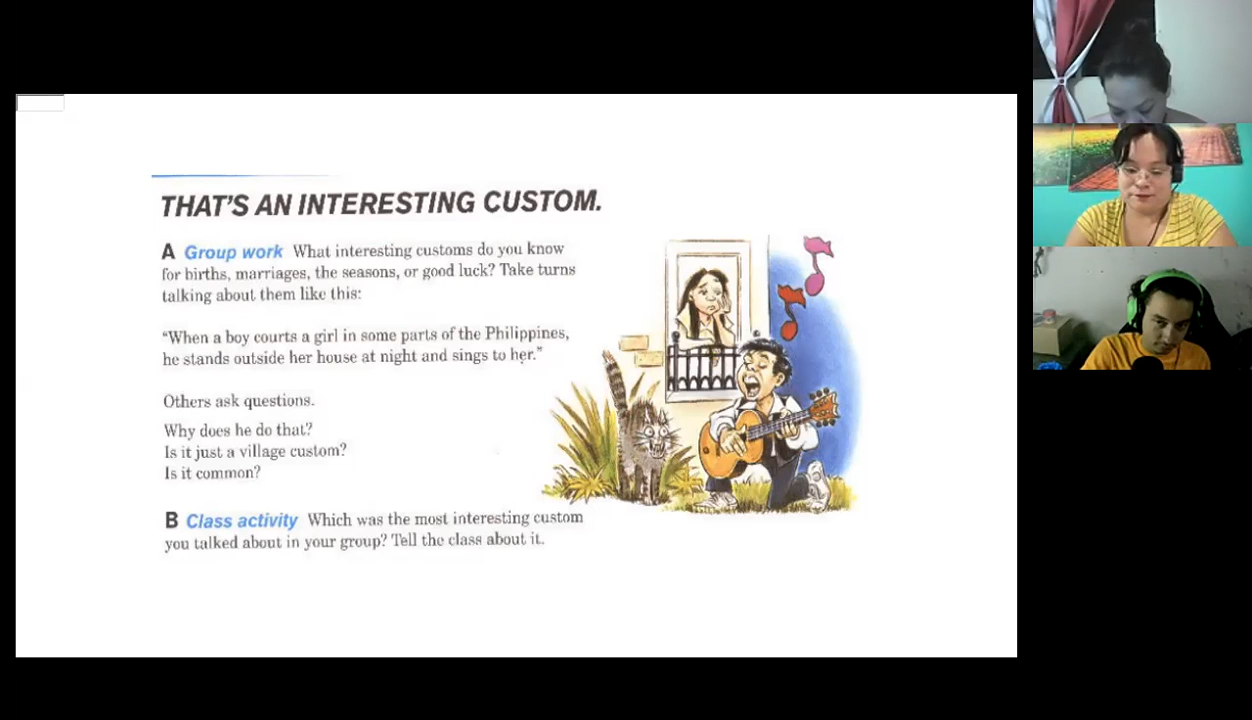 THAT'S AN INTERESTING CUSTOM.
A Group work What interesting customs do you know
for births, marriages, the seasons, or good luck? Take turns
talking about them like this:
"When a boy courts a girl in some parts of the Philippines,
he stands outside her house at night and sings to her."
Others ask questions.
Why does he do that?
Is it just a village custom?
Is it common?
B Class activity Which was the most interesting custom
you talked about in your group? Tell the class about it.